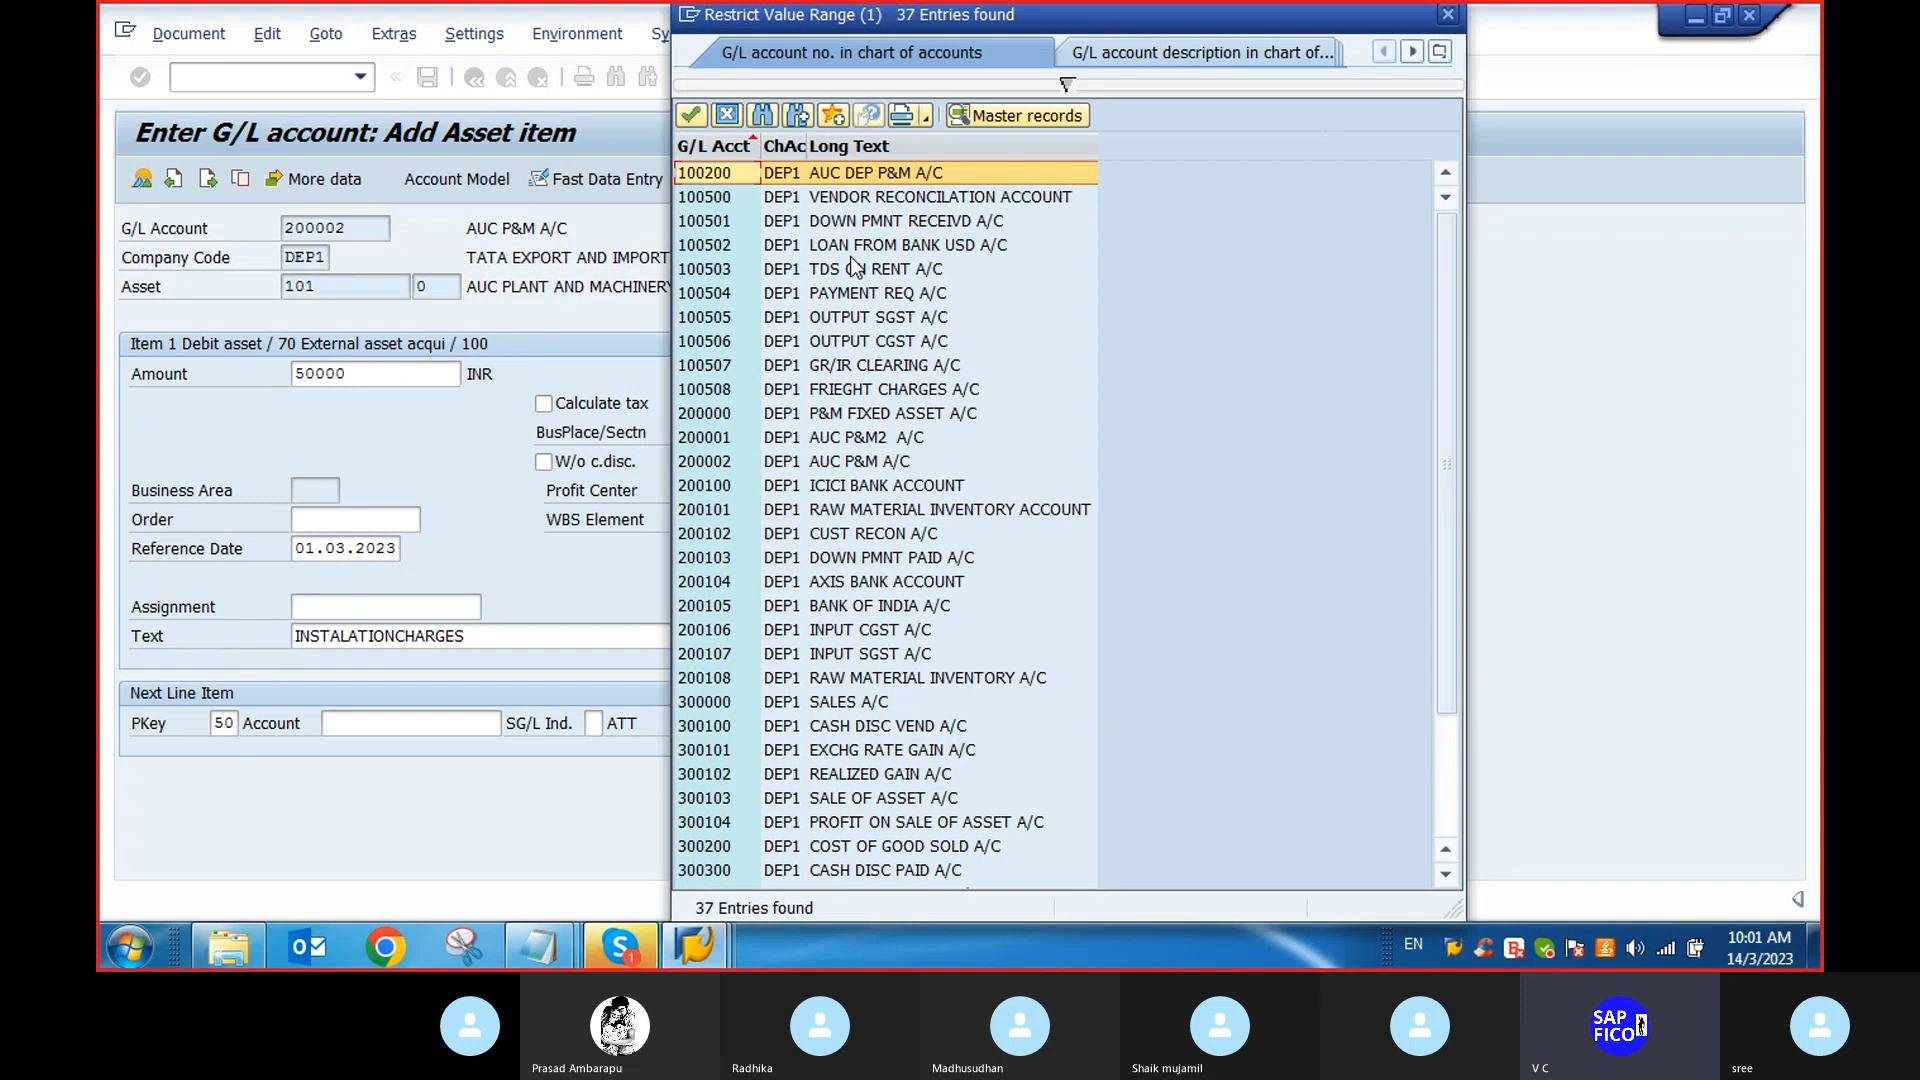 Document Edit Goto Extras Settings Environment Sy
Enter G/L account: Add Asset item
More data Account Model Fast Data Entry
G/L Account 200002 AUC P&M A/C
Company Code DEP1 TATA EXPORT AND IMPORT
Asset 101 0 AUC PLANT AND MACHINERY
Item 1 Debit asset / 70 External asset acqui / 100
Amount 50000 INR
Calculate tax
BusPlace/Sectn
W/o c.disc.
Business Area Profit Center
Order WBS Element
Reference Date 01.03.2023
Assignment
Text INSTALATIONCHARGES
Next Line Item
PKey 50 Account SG/L Ind. ATT
Restrict Value Range (1) 37 Entries found
G/L account no. in chart of accounts G/L account description in chart of...
Master records
G/L Acct ChAc Long Text
100200 DEP1 AUC DEP P&M A/C
100500 DEP1 VENDOR RECONCILATION ACCOUNT
100501 DEP1 DOWN PMNT RECEIVD A/C
100502 DEP1 LOAN FROM BANK USD A/C
100503 DEP1 TDS ON RENT A/C
100504 DEP1 PAYMENT REQ A/C
100505 DEP1 OUTPUT SGST A/C
100506 DEP1 OUTPUT CGST A/C
100507 DEP1 GR/IR CLEARING A/C
100508 DEP1 FRIEGHT CHARGES A/C
200000 DEP1 P&M FIXED ASSET A/C
200001 DEP1 AUC P&M2 A/C
200002 DEP1 AUC P&M A/C
200100 DEP1 ICICI BANK ACCOUNT
200101 DEP1 RAW MATERIAL INVENTORY ACCOUNT
200102 DEP1 CUST RECON A/C
200103 DEP1 DOWN PMNT PAID A/C
200104 DEP1 AXIS BANK ACCOUNT
200105 DEP1 BANK OF INDIA A/C
200106 DEP1 INPUT CGST A/C
200107 DEP1 INPUT SGST A/C
200108 DEP1 RAW MATERIAL INVENTORY A/C
300000 DEP1 SALES A/C
300100 DEP1 CASH DISC VEND A/C
300101 DEP1 EXCHG RATE GAIN A/C
300102 DEP1 REALIZED GAIN A/C
300103 DEP1 SALE OF ASSET A/C
300104 DEP1 PROFIT ON SALE OF ASSET A/C
300200 DEP1 COST OF GOOD SOLD A/C
300300 DEP1 CASH DISC PAID A/C
37 Entries found
1
EN
10:01 AM
14/3/2023
SAP
FICO
Prasad Ambarapu
Radhika
Madhusudhan
Shaik mujamil
V C
sree